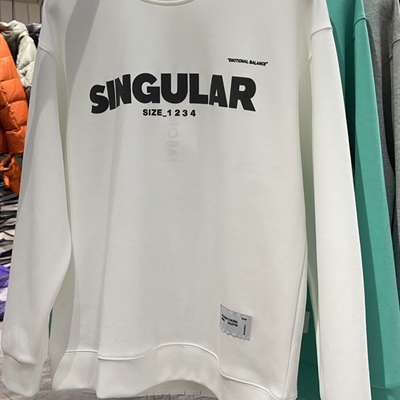 "EMOTIONAL BALANCE"
SINGULAR
SIZE_1 2 3 4